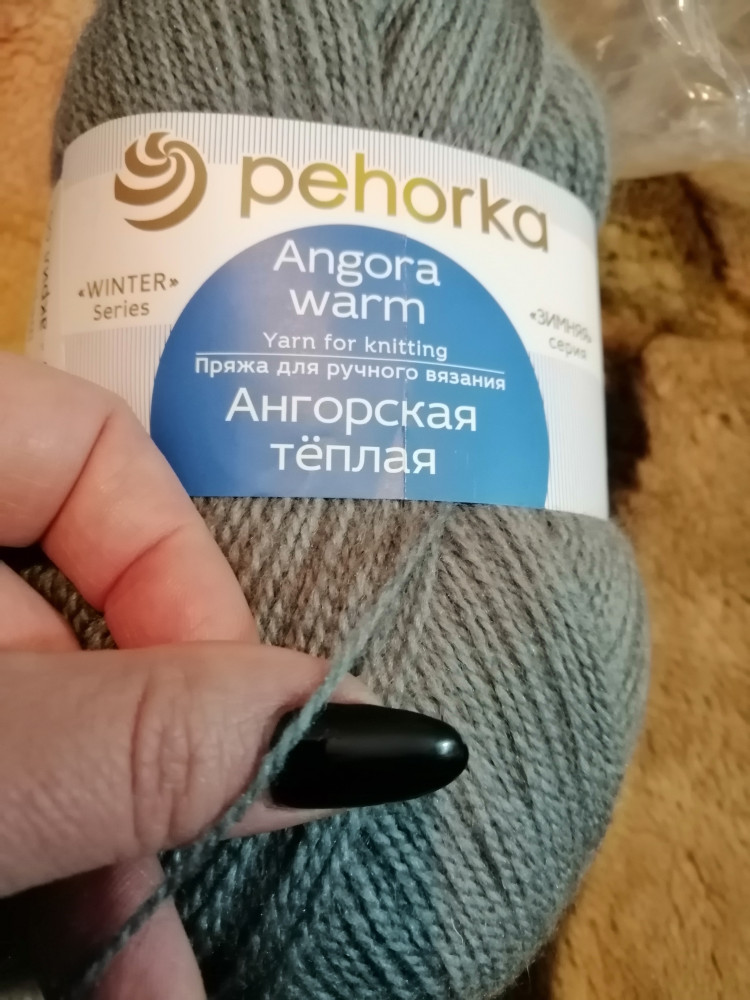 pehorka
Angora
warm
«WINTER»
Series
«ЗИМНЯЯ»
серия
Yarn for knitting
Пряжа для ручного вязания
Ангорская
тёплая